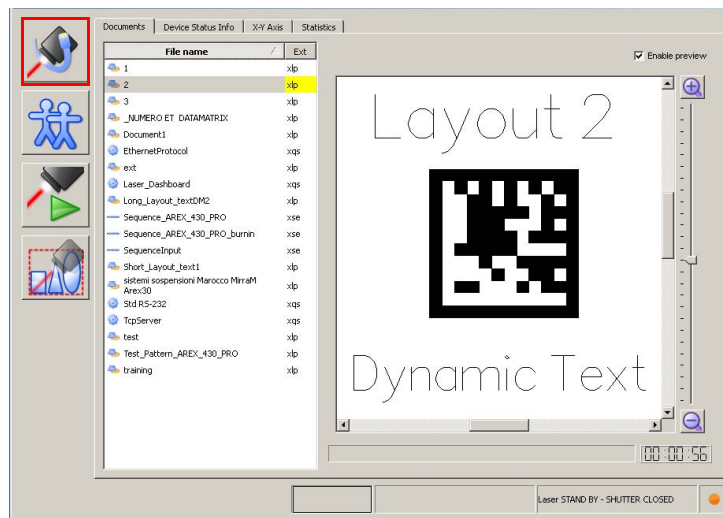 Documents Device Status Info X-Y Axis Statistics
File name Ext
Enable preview
1 xlp
2 xlp
3 xlp
_NUMERO ET DATAMATRIX xlp
Document1 xlp
EthernetProtocol xqs
ext xlp
Laser_Dashboard xqs
Long_Layout_textDM2 xlp
Sequence_AREX_430_PRO xse
Sequence_AREX_430_PRO_burnin xse
SequenceInput xse
Short_Layout_text1 xlp
sistemi sospensioni Marocco MirraM
Arex30 xlp
Std RS-232 xqs
TcpServer xqs
test xlp
Test_Pattern_AREX_430_PRO xlp
training xlp
Layout 2
Dynamic Text
00:00:56
Laser STAND BY - SHUTTER CLOSED